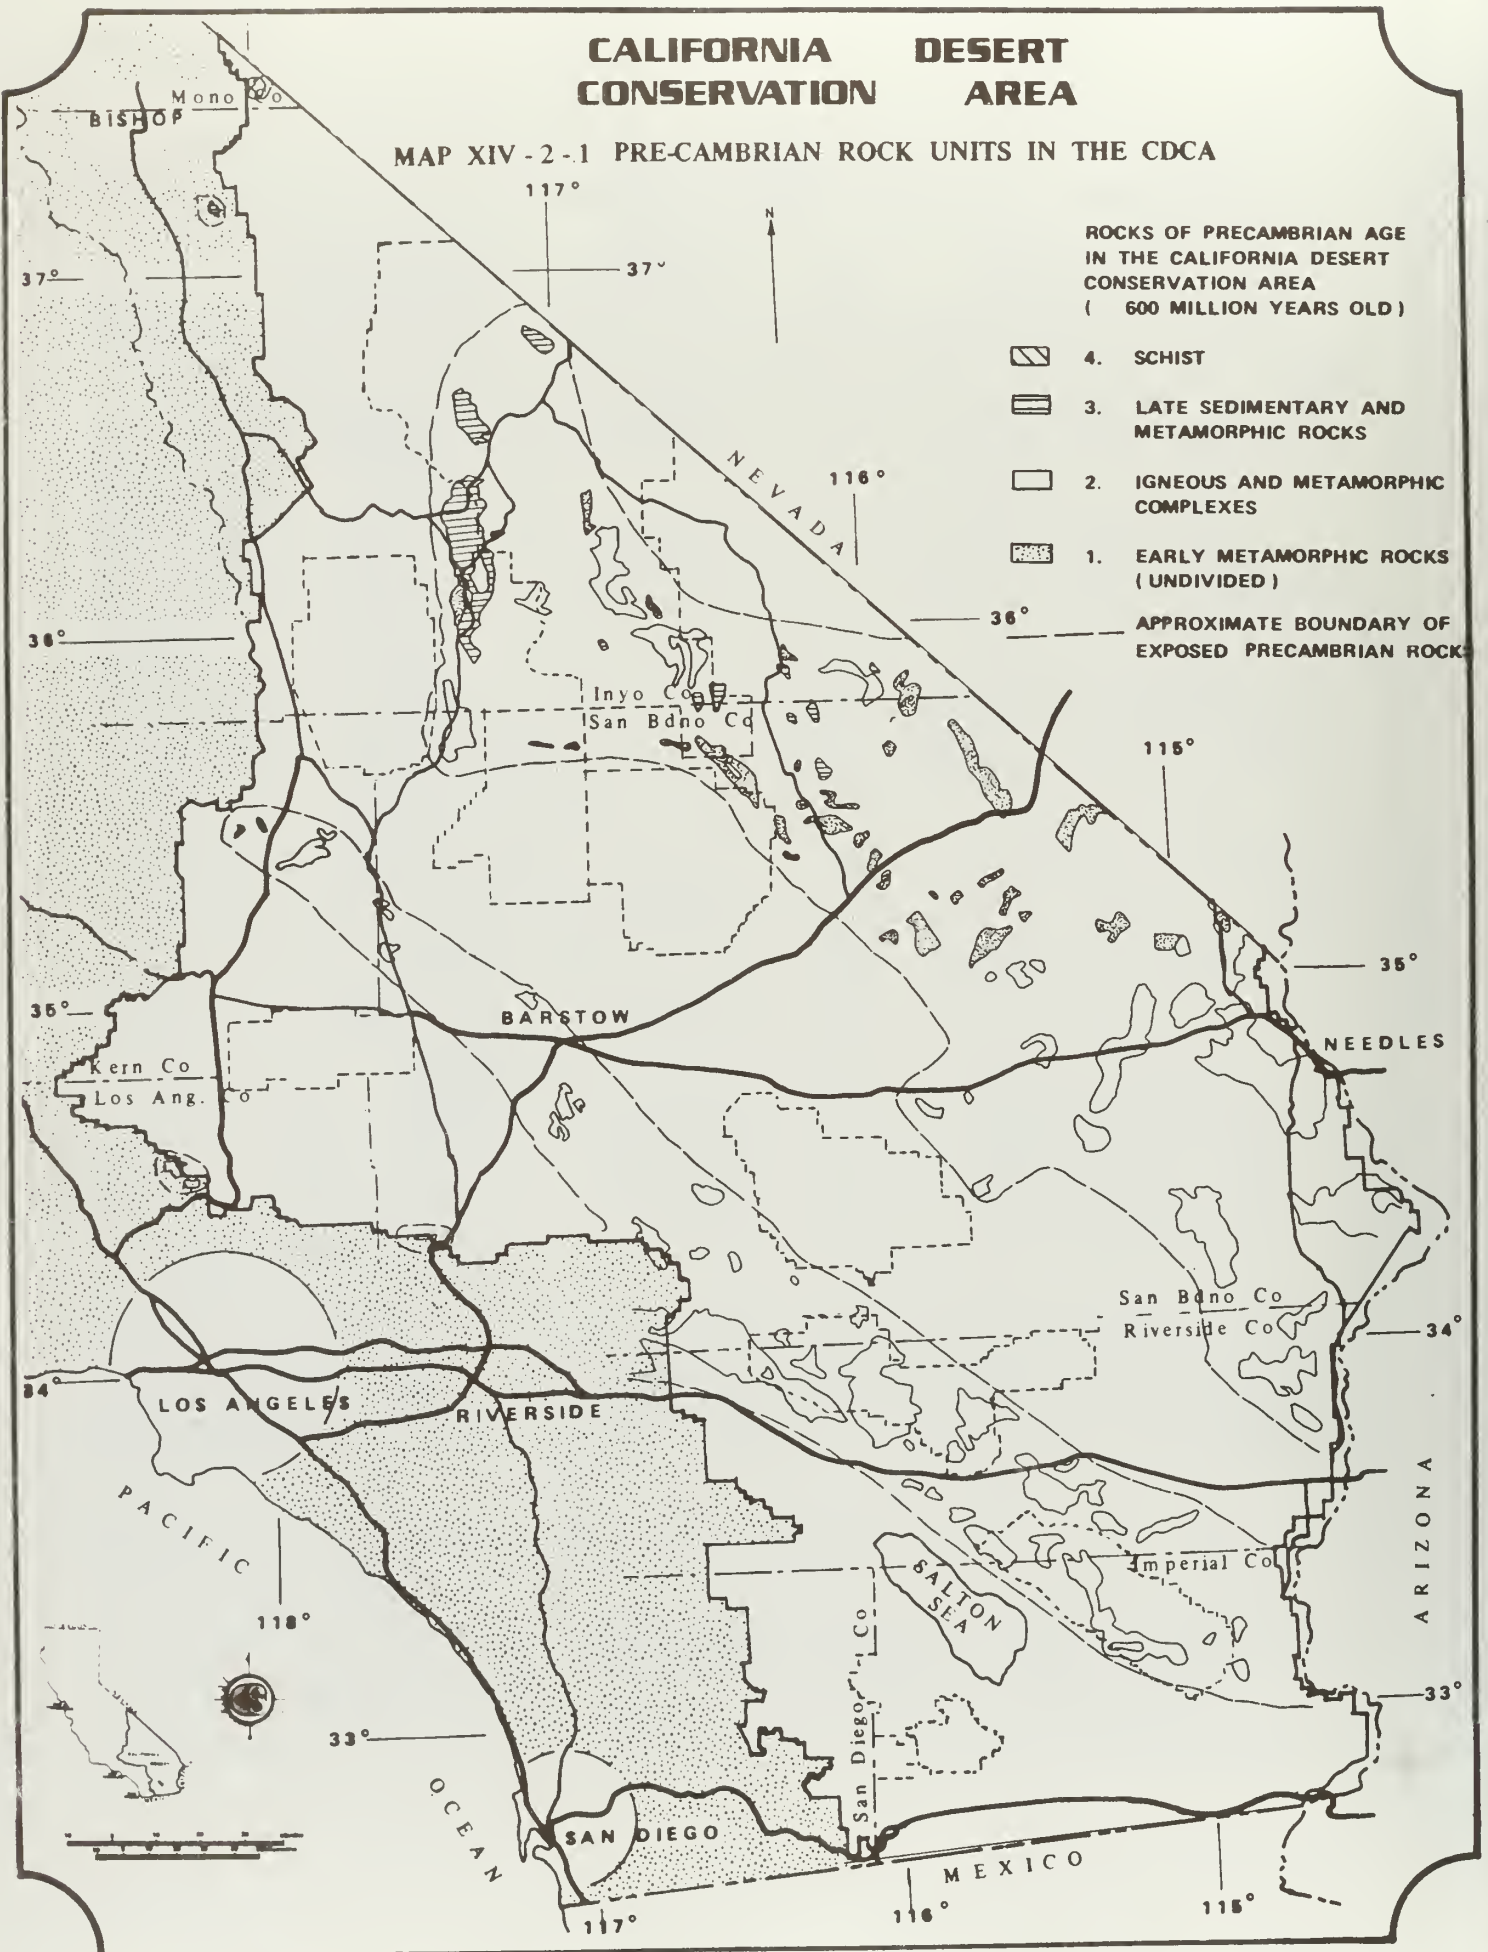 CALIFORNIA DESERT
CONSERVATION AREA
MAP XIV - 2 - 1 PRE-CAMBRIAN ROCK UNITS IN THE CDCA
Mono Co
BISHOP
117°
N
37°
37°
ROCKS OF PRECAMBRIAN AGE
IN THE CALIFORNIA DESERT
CONSERVATION AREA
( 600 MILLION YEARS OLD )
4. SCHIST
3. LATE SEDIMENTARY AND
METAMORPHIC ROCKS
2. IGNEOUS AND METAMORPHIC
COMPLEXES
1. EARLY METAMORPHIC ROCKS
( UNDIVIDED )
APPROXIMATE BOUNDARY OF
EXPOSED PRECAMBRIAN ROCKS
NEVADA
116°
36°
36°
Inyo Co
San Bdno Co
115°
35°
35°
BARSTOW
NEEDLES
Kern Co
Los Ang. Co
San Bdno Co
Riverside Co
34°
34°
LOS ANGELES
RIVERSIDE
PACIFIC
ARIZONA
Imperial Co
SALTON
SEA
118°
San Diego Co
33°
33°
OCEAN
SAN DIEGO
MEXICO
117°
116°
115°